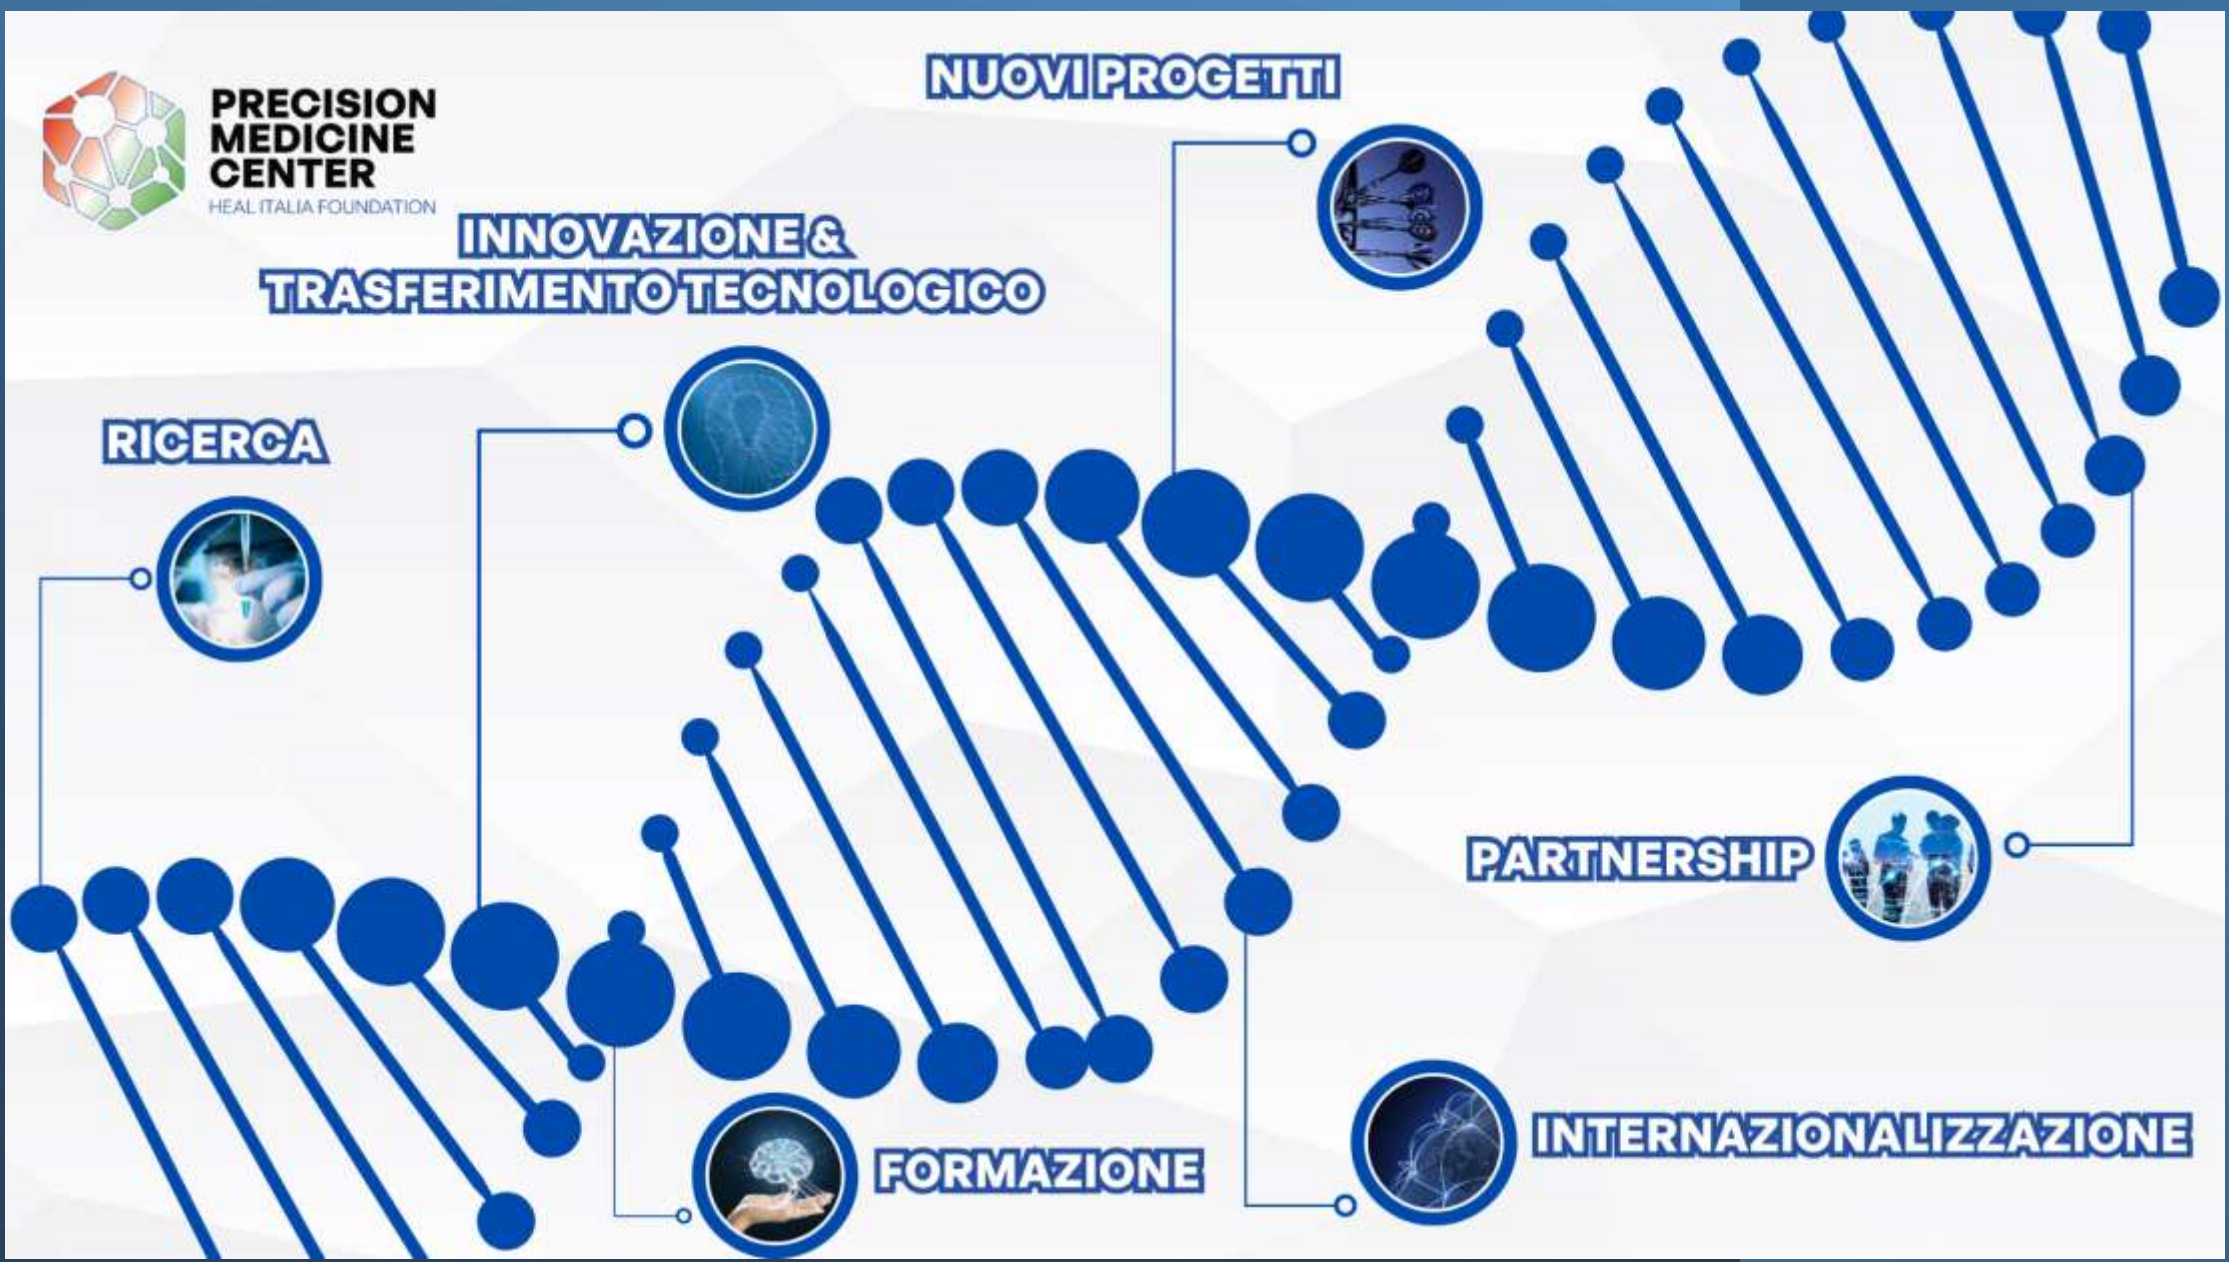 PRECISION
MEDICINE
CENTER
HEAL ITALIA FOUNDATION
NUOVI PROGETTI
INNOVAZIONE &
TRASFERIMENTO TECNOLOGICO
RICERCA
PARTNERSHIP
FORMAZIONE
INTERNAZIONALIZZAZIONE